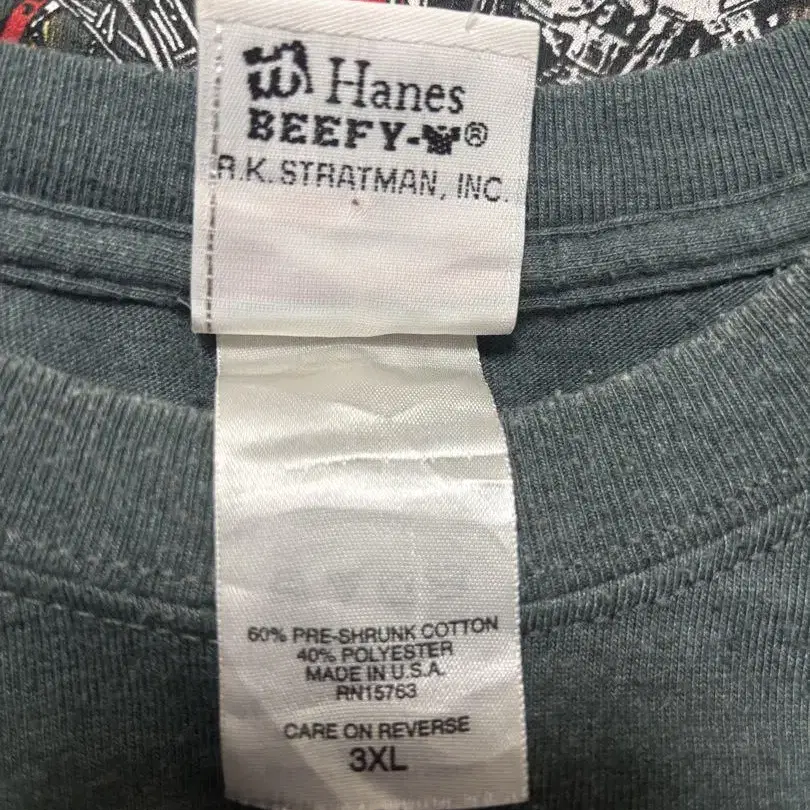 Hanes
BEEFY-®
R.K. STRATMAN, INC.
60% PRE-SHRUNK COTTON
40% POLYESTER
MADE IN U.S.A.
RN15763
CARE ON REVERSE
3XL